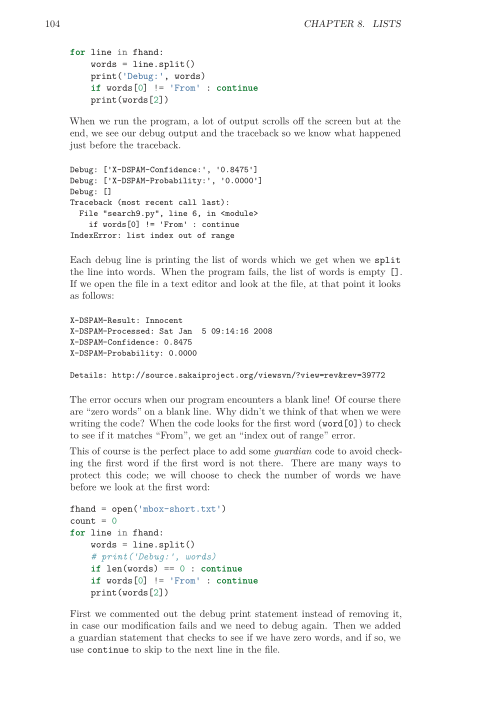 104 CHAPTER 8. LISTS
for line in fhand:
    words = line.split()
    print('Debug:', words)
    if words[0] != 'From' : continue
    print(words[2])
When we run the program, a lot of output scrolls off the screen but at the
end, we see our debug output and the traceback so we know what happened
just before the traceback.
Debug: ['X-DSPAM-Confidence:', '0.8475']
Debug: ['X-DSPAM-Probability:', '0.0000']
Debug: []
Traceback (most recent call last):
  File "search9.py", line 6, in <module>
    if words[0] != 'From' : continue
IndexError: list index out of range
Each debug line is printing the list of words which we get when we split
the line into words. When the program fails, the list of words is empty [].
If we open the file in a text editor and look at the file, at that point it looks
as follows:
X-DSPAM-Result: Innocent
X-DSPAM-Processed: Sat Jan  5 09:14:16 2008
X-DSPAM-Confidence: 0.8475
X-DSPAM-Probability: 0.0000
Details: http://source.sakaiproject.org/viewsvn/?view=rev&rev=39772
The error occurs when our program encounters a blank line! Of course there
are “zero words” on a blank line. Why didn’t we think of that when we were
writing the code? When the code looks for the first word (word[0]) to check
to see if it matches “From”, we get an “index out of range” error.
This of course is the perfect place to add some guardian code to avoid check-
ing the first word if the first word is not there. There are many ways to
protect this code; we will choose to check the number of words we have
before we look at the first word:
fhand = open('mbox-short.txt')
count = 0
for line in fhand:
    words = line.split()
    # print('Debug:', words)
    if len(words) == 0 : continue
    if words[0] != 'From' : continue
    print(words[2])
First we commented out the debug print statement instead of removing it,
in case our modification fails and we need to debug again. Then we added
a guardian statement that checks to see if we have zero words, and if so, we
use continue to skip to the next line in the file.